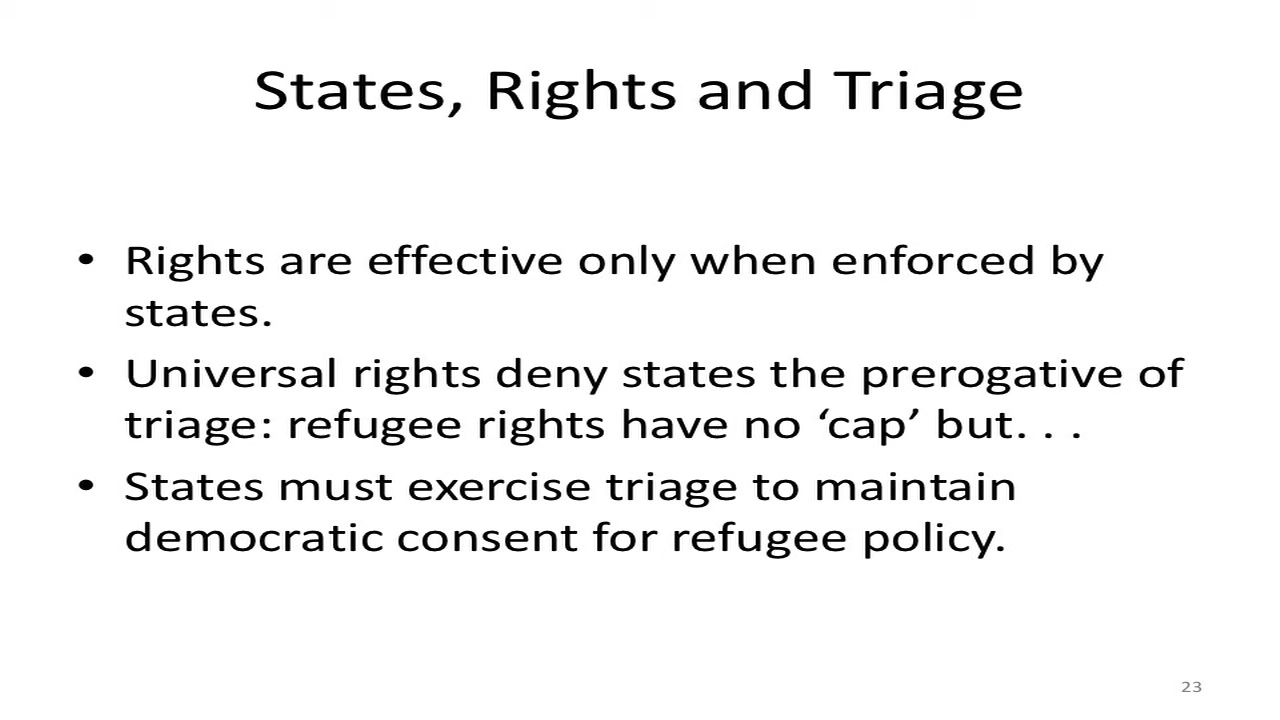 States, Rights and Triage
• Rights are effective only when enforced by
states.
• Universal rights deny states the prerogative of
triage: refugee rights have no ‘cap’ but. . .
• States must exercise triage to maintain
democratic consent for refugee policy.
23